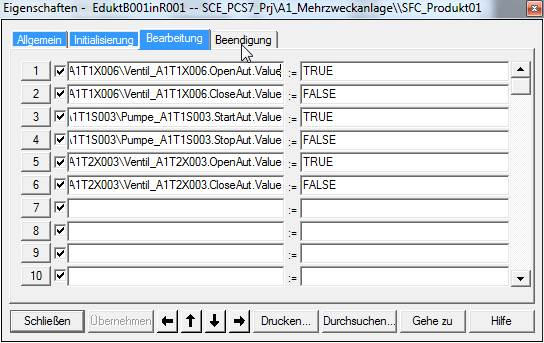 Eigenschaften - EduktB001inR001 -- SCE_PCS7_Prj\A1_Mehrzweckanlage\\SFC_Produkt01
Allgemein Initialisierung Bearbeitung Beendigung
1 A1T1X006\Ventil_A1T1X006.OpenAut.Value := TRUE
2 A1T1X006\Ventil_A1T1X006.CloseAut.Value := FALSE
3 \1T1S003\Pumpe_A1T1S003.StartAut.Value := TRUE
4 \1T1S003\Pumpe_A1T1S003.StopAut.Value := FALSE
5 A1T2X003\Ventil_A1T2X003.OpenAut.Value := TRUE
6 A1T2X003\Ventil_A1T2X003.CloseAut.Value := FALSE
7 :=
8 :=
9 :=
10 :=
Schließen Übernehmen Drucken... Durchsuchen... Gehe zu Hilfe